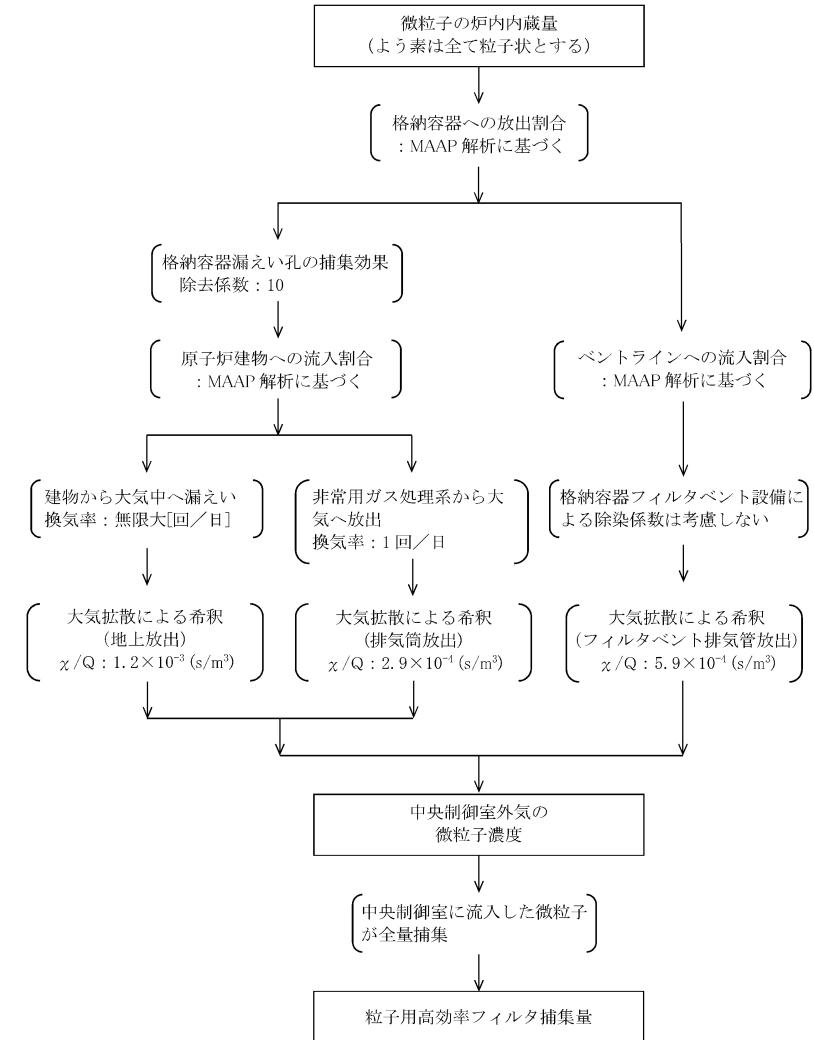 微粒子の炉内内蔵量
（よう素は全て粒子状とする）
格納容器への放出割合
：MAAP 解析に基づく
格納容器漏えい孔の捕集効果
除去係数：10
原子炉建物への流入割合
：MAAP 解析に基づく
ベントラインへの流入割合
：MAAP 解析に基づく
建物から大気中へ漏えい
換気率：無限大[回／日]
非常用ガス処理系から大
気へ放出
換気率：1 回／日
格納容器フィルタベント設備に
よる除染係数は考慮しない
大気拡散による希釈
(地上放出)
χ/Q：1.2×10⁻³ (s/m³)
大気拡散による希釈
(排気筒放出)
χ/Q：2.9×10⁻⁴ (s/m³)
大気拡散による希釈
(フィルタベント排気管放出)
χ/Q：5.9×10⁻⁴ (s/m³)
中央制御室外気の
微粒子濃度
中央制御室に流入した微粒子
が全量捕集
粒子用高効率フィルタ捕集量